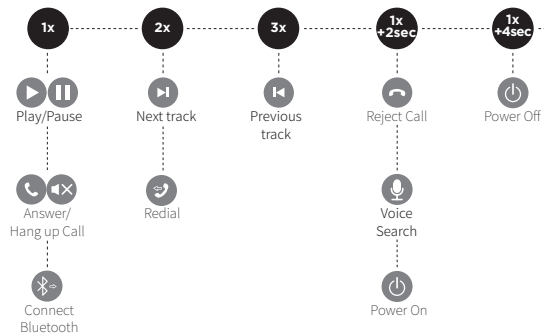 1x
2x
3x
1x
+2sec
1x
+4sec
Play/Pause
Next track
Previous
track
Reject Call
Power Off
Answer/
Hang up Call
Redial
Voice
Search
Connect
Bluetooth
Power On